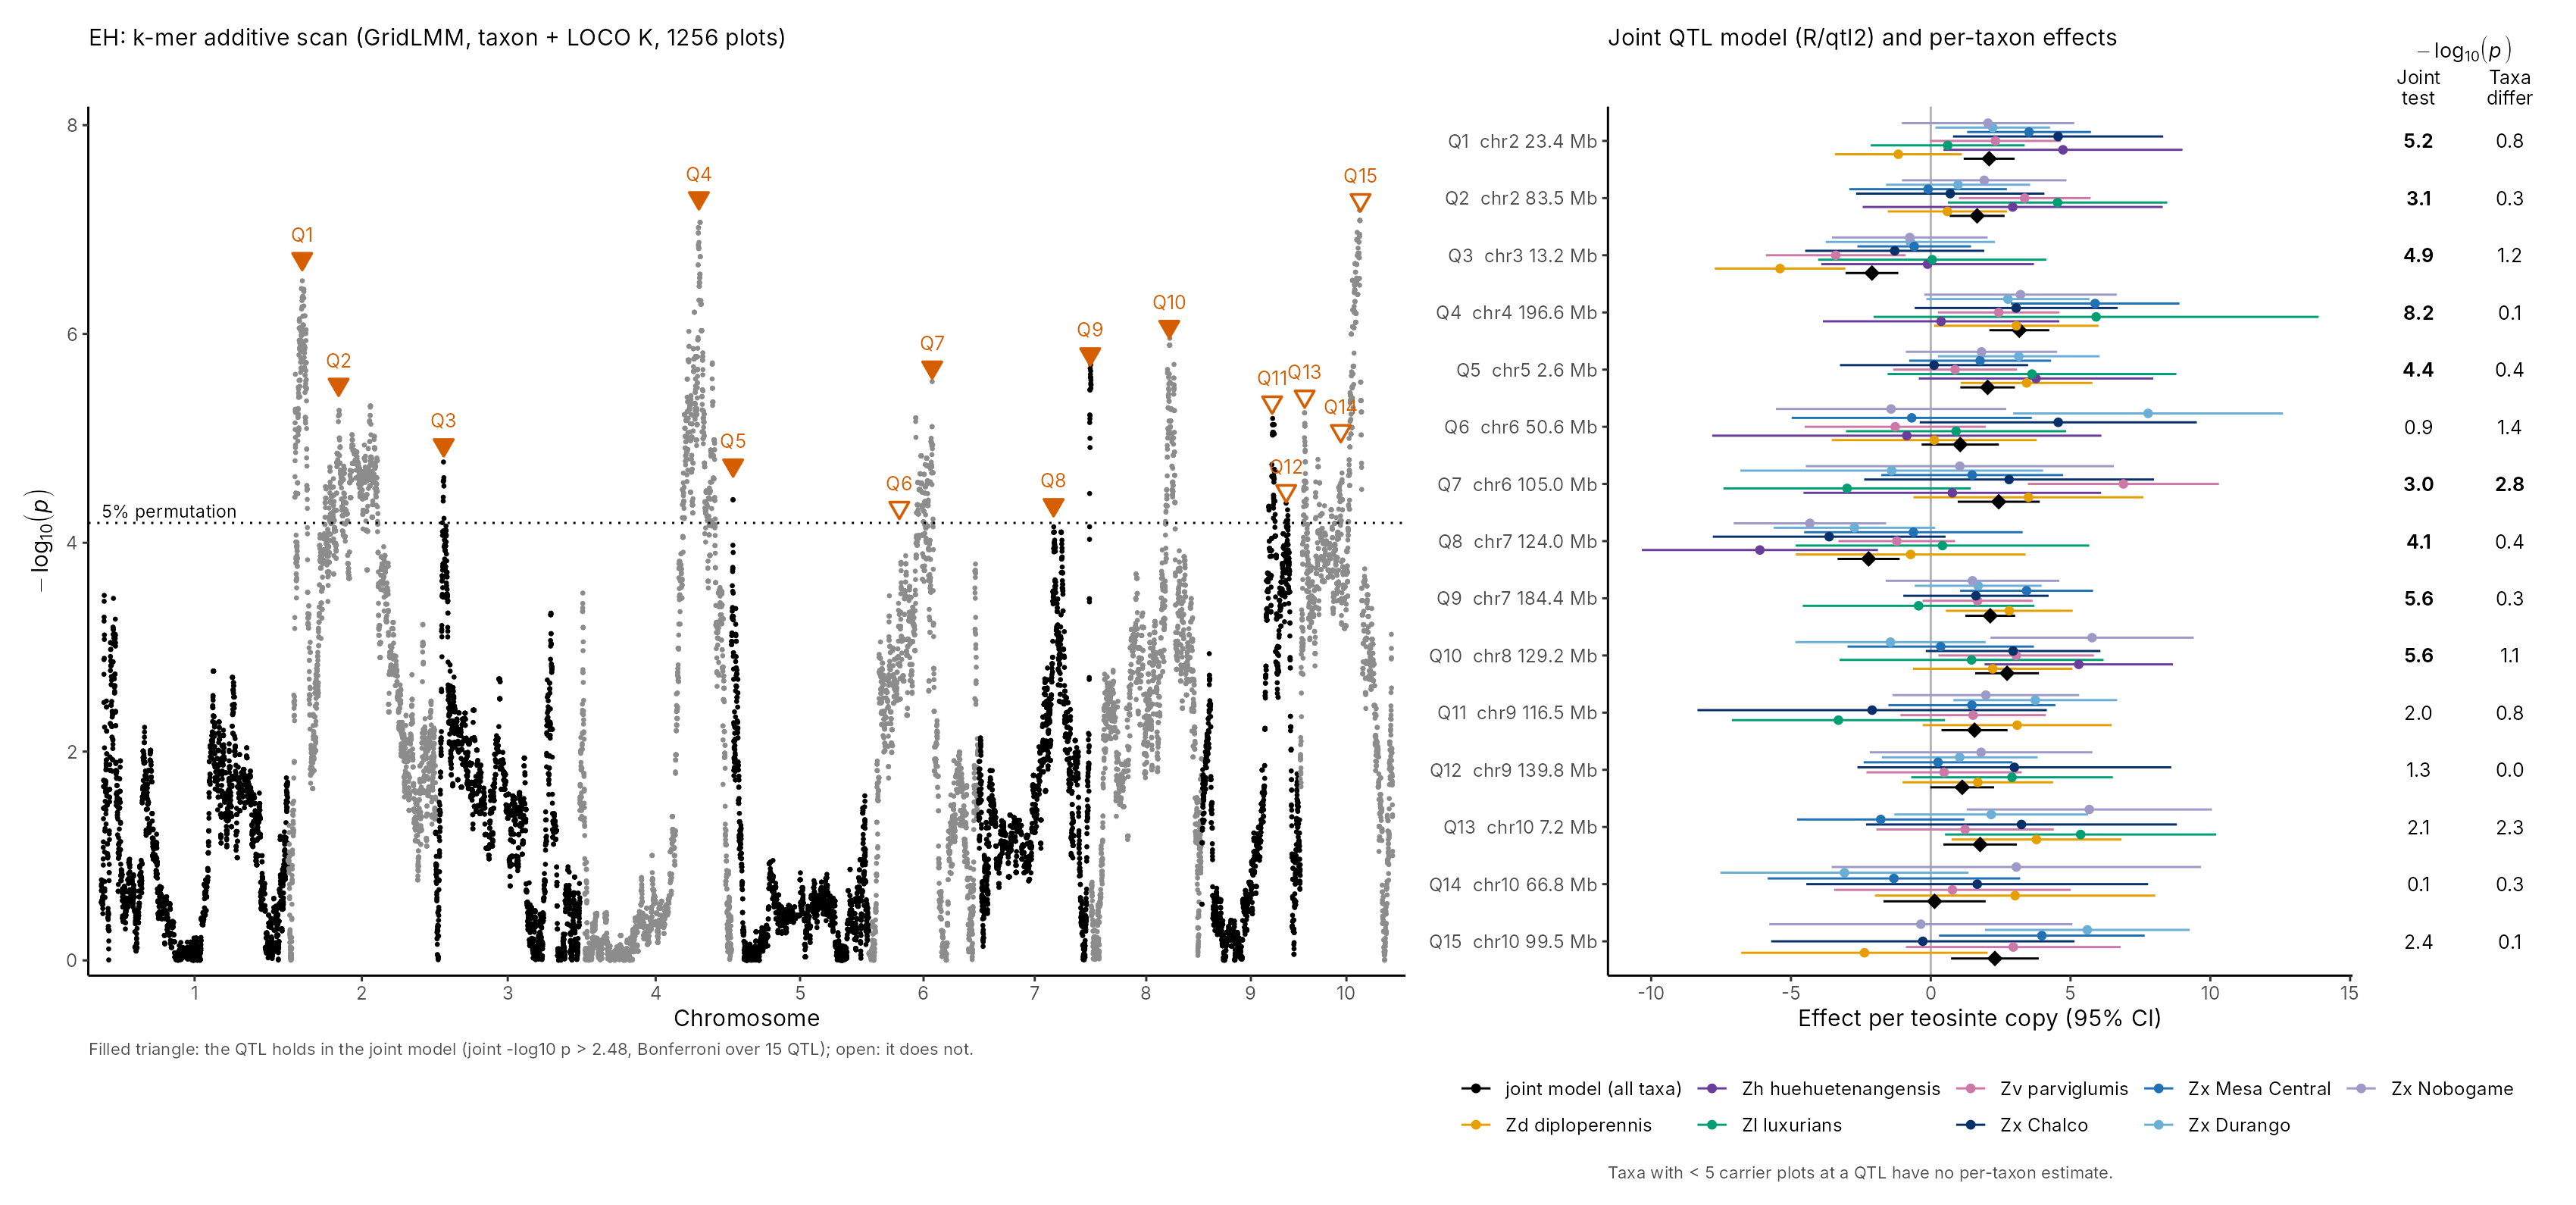 EH: k-mer additive scan (GridLMM, taxon + LOCO K, 1256 plots)
8
6
4
2
0
−log10(p)
5% permutation
Q1
Q2
Q3
Q4
Q5
Q6
Q7
Q8
Q9
Q10
Q11
Q12
Q13
Q14
Q15
1
2
3
4
5
6
7
8
9
10
Chromosome
Filled triangle: the QTL holds in the joint model (joint -log10 p > 2.48, Bonferroni over 15 QTL); open: it does not.
Joint QTL model (R/qtl2) and per-taxon effects
−log10(p)
Joint test
Taxa differ
Q1 chr2 23.4 Mb 5.2 0.8
Q2 chr2 83.5 Mb 3.1 0.3
Q3 chr3 13.2 Mb 4.9 1.2
Q4 chr4 196.6 Mb 8.2 0.1
Q5 chr5 2.6 Mb 4.4 0.4
Q6 chr6 50.6 Mb 0.9 1.4
Q7 chr6 105.0 Mb 3.0 2.8
Q8 chr7 124.0 Mb 4.1 0.4
Q9 chr7 184.4 Mb 5.6 0.3
Q10 chr8 129.2 Mb 5.6 1.1
Q11 chr9 116.5 Mb 2.0 0.8
Q12 chr9 139.8 Mb 1.3 0.0
Q13 chr10 7.2 Mb 2.1 2.3
Q14 chr10 66.8 Mb 0.1 0.3
Q15 chr10 99.5 Mb 2.4 0.1
-10 -5 0 5 10 15
Effect per teosinte copy (95% CI)
joint model (all taxa) Zh huehuetenangensis Zv parviglumis Zx Mesa Central Zx Nobogame
Zd diploperennis Zl luxurians Zx Chalco Zx Durango
Taxa with < 5 carrier plots at a QTL have no per-taxon estimate.